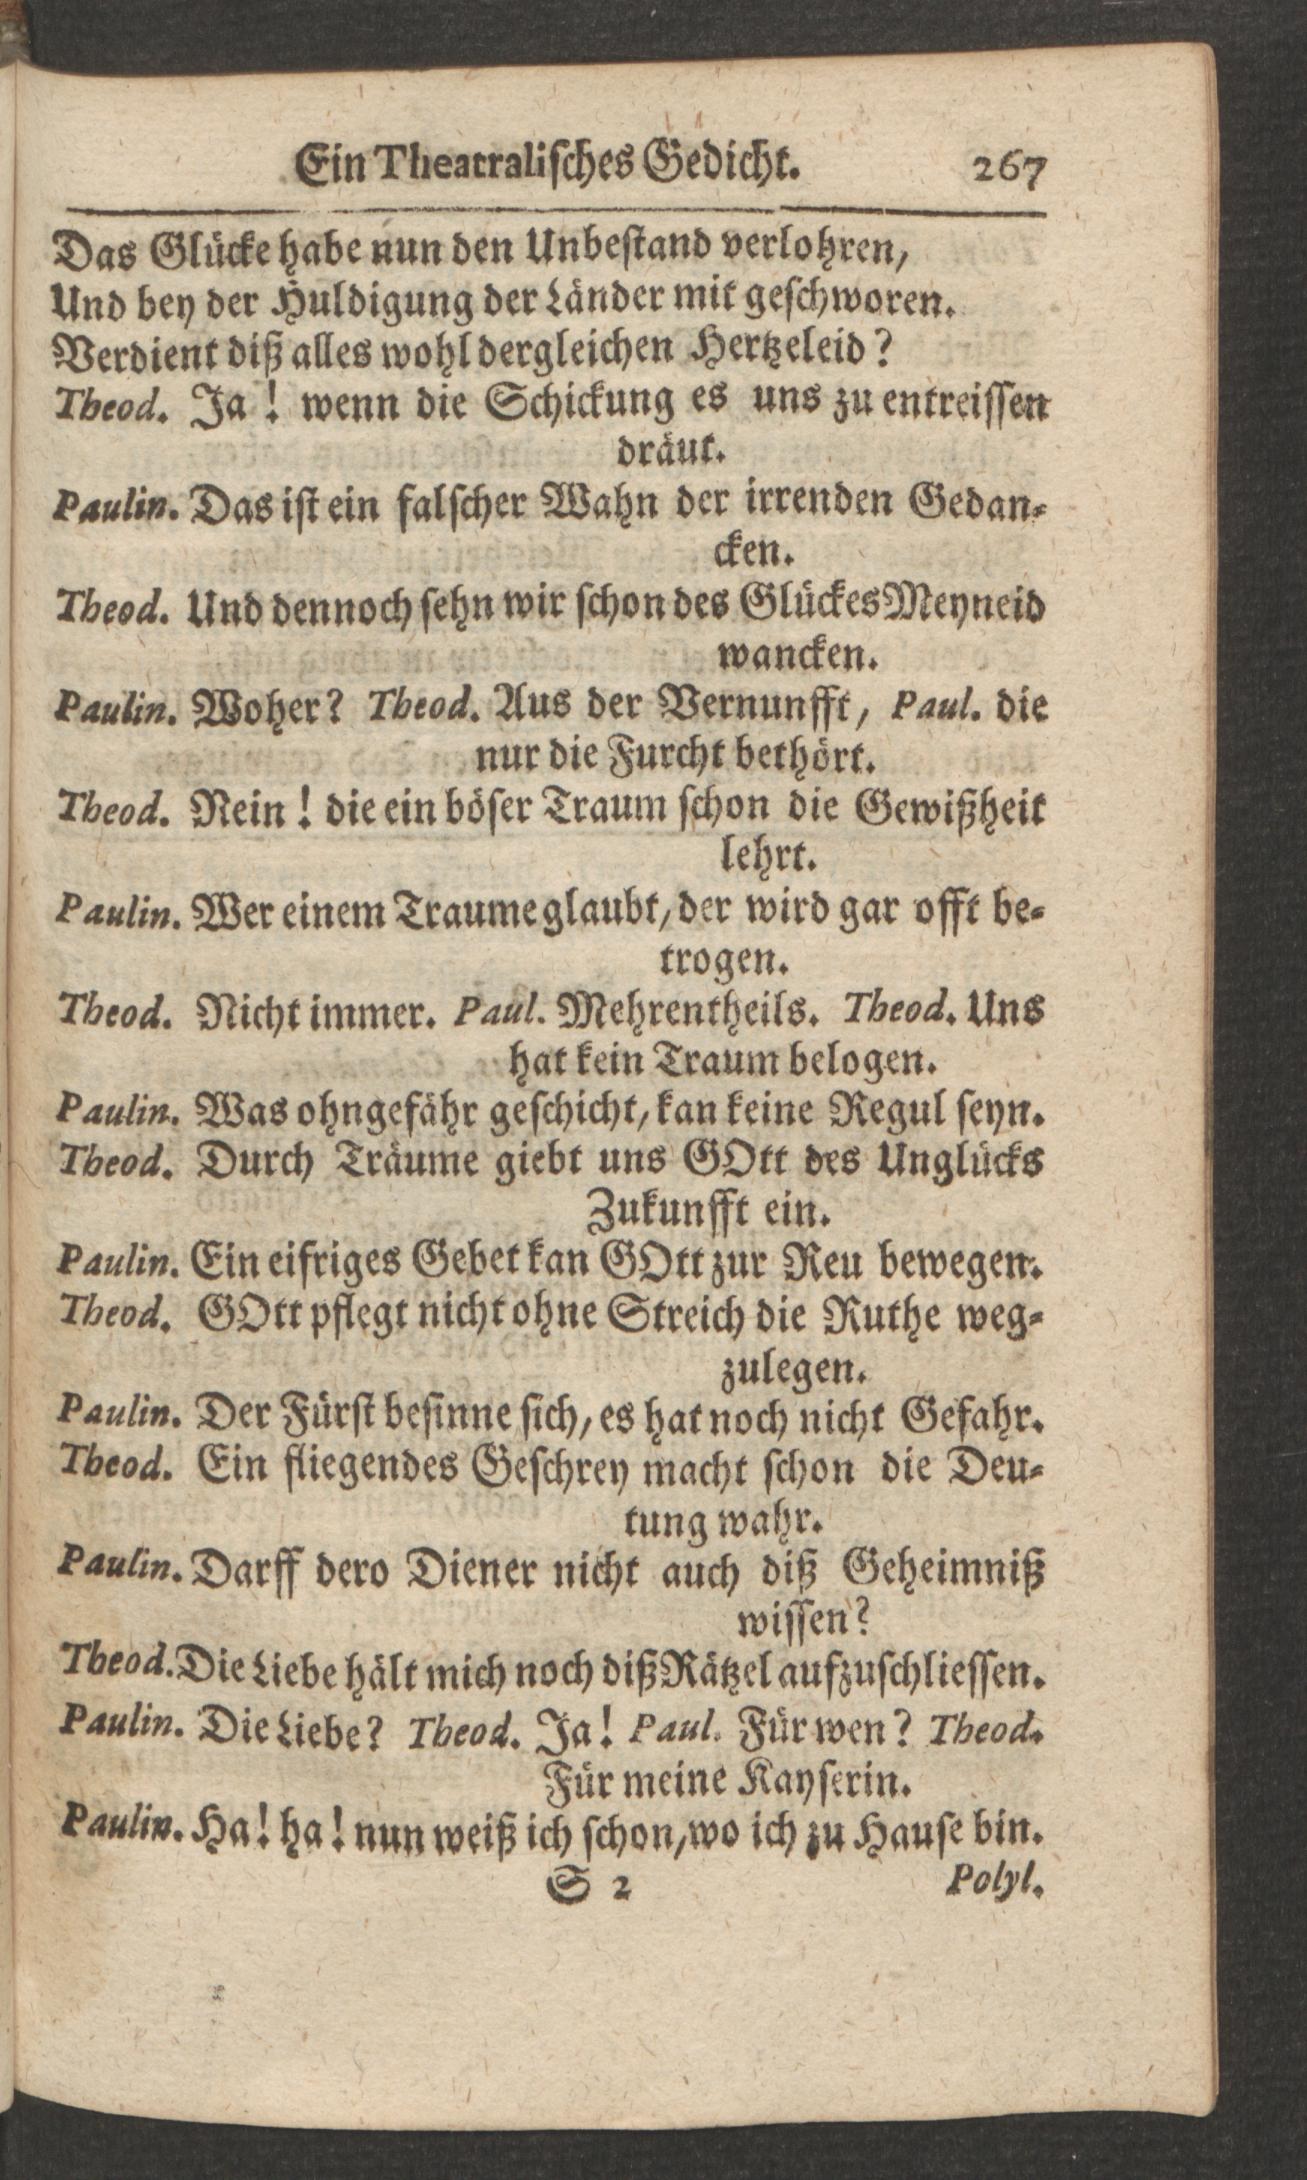 Ein Theatralisches Gedicht. 267
Das Glücke habe nun den Unbestand verlohren,
Und bey der Huldigung der Länder mit geschworen.
Verdient diß alles wohl dergleichen Hertzeleid?
Theod. Ja! wenn die Schickung es uns zu entreissen
dräut.
Paulin. Das ist ein falscher Wahn der irrenden Gedan-
cken.
Theod. Und dennoch sehn wir schon des Glückes Meyneid
wancken.
Paulin. Woher? Theod. Aus der Vernunfft, Paul. die
nur die Furcht bethört.
Theod. Nein! die ein böser Traum schon die Gewißheit
lehrt.
Paulin. Wer einem Traume glaubt, der wird gar offt be-
trogen.
Theod. Nicht immer. Paul. Mehrentheils. Theod. Uns
hat kein Traum belogen.
Paulin. Was ohngefähr geschicht, kan keine Regul seyn.
Theod. Durch Träume giebt uns GOtt des Unglücks
Zukunfft ein.
Paulin. Ein eifriges Gebet kan GOtt zur Reu bewegen.
Theod. GOtt pflegt nicht ohne Streich die Ruthe weg-
zulegen.
Paulin. Der Fürst besinne sich, es hat noch nicht Gefahr.
Theod. Ein fliegendes Geschrey macht schon die Deu-
tung wahr.
Paulin. Darff dero Diener nicht auch diß Geheimniß
wissen?
Theod. Die Liebe hält mich noch diß Rätzel aufzuschliessen.
Paulin. Die Liebe? Theod. Ja! Paul. Für wen? Theod.
Für meine Kayserin.
Paulin. Ha! ha! nun weiß ich schon, wo ich zu Hause bin.
S 2 Polyl.